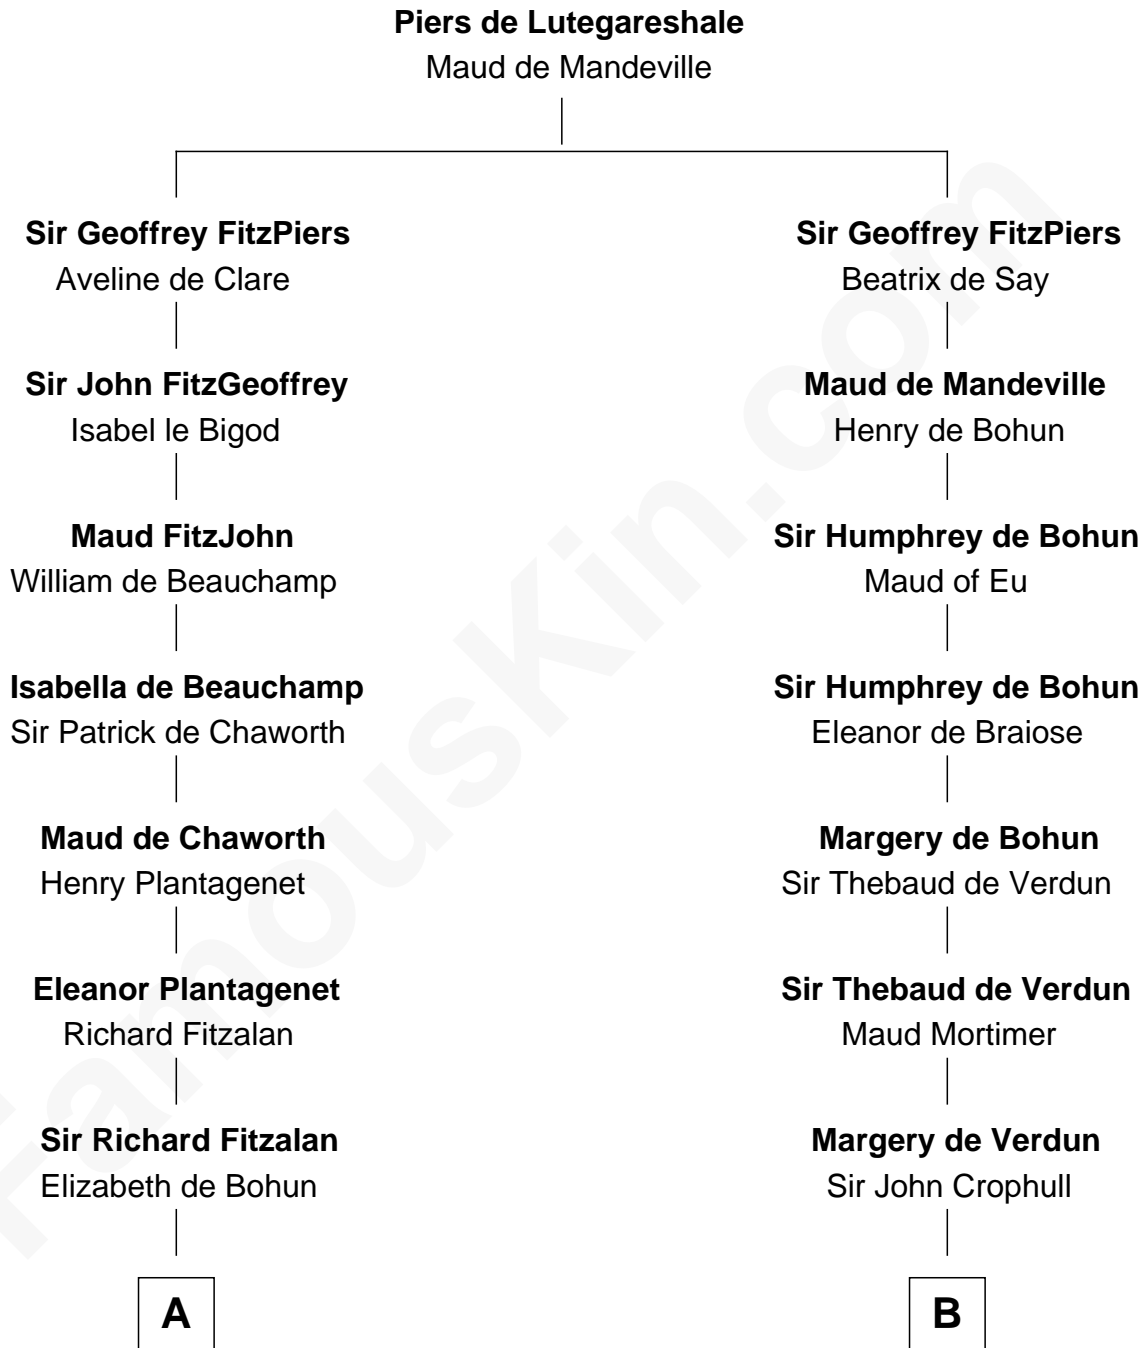 Piers de Lutegareshale
Maud de Mandeville
Sir Geoffrey FitzPiers
Aveline de Clare
Sir John FitzGeoffrey
Isabel le Bigod
Maud FitzJohn
William de Beauchamp
Isabella de Beauchamp
Sir Patrick de Chaworth
Maud de Chaworth
Henry Plantagenet
Eleanor Plantagenet
Richard Fitzalan
Sir Richard Fitzalan
Elizabeth de Bohun
A
Sir Geoffrey FitzPiers
Beatrix de Say
Maud de Mandeville
Henry de Bohun
Sir Humphrey de Bohun
Maud of Eu
Sir Humphrey de Bohun
Eleanor de Braiose
Margery de Bohun
Sir Thebaud de Verdun
Sir Thebaud de Verdun
Maud Mortimer
Margery de Verdun
Sir John Crophull
B
FamousKin.com